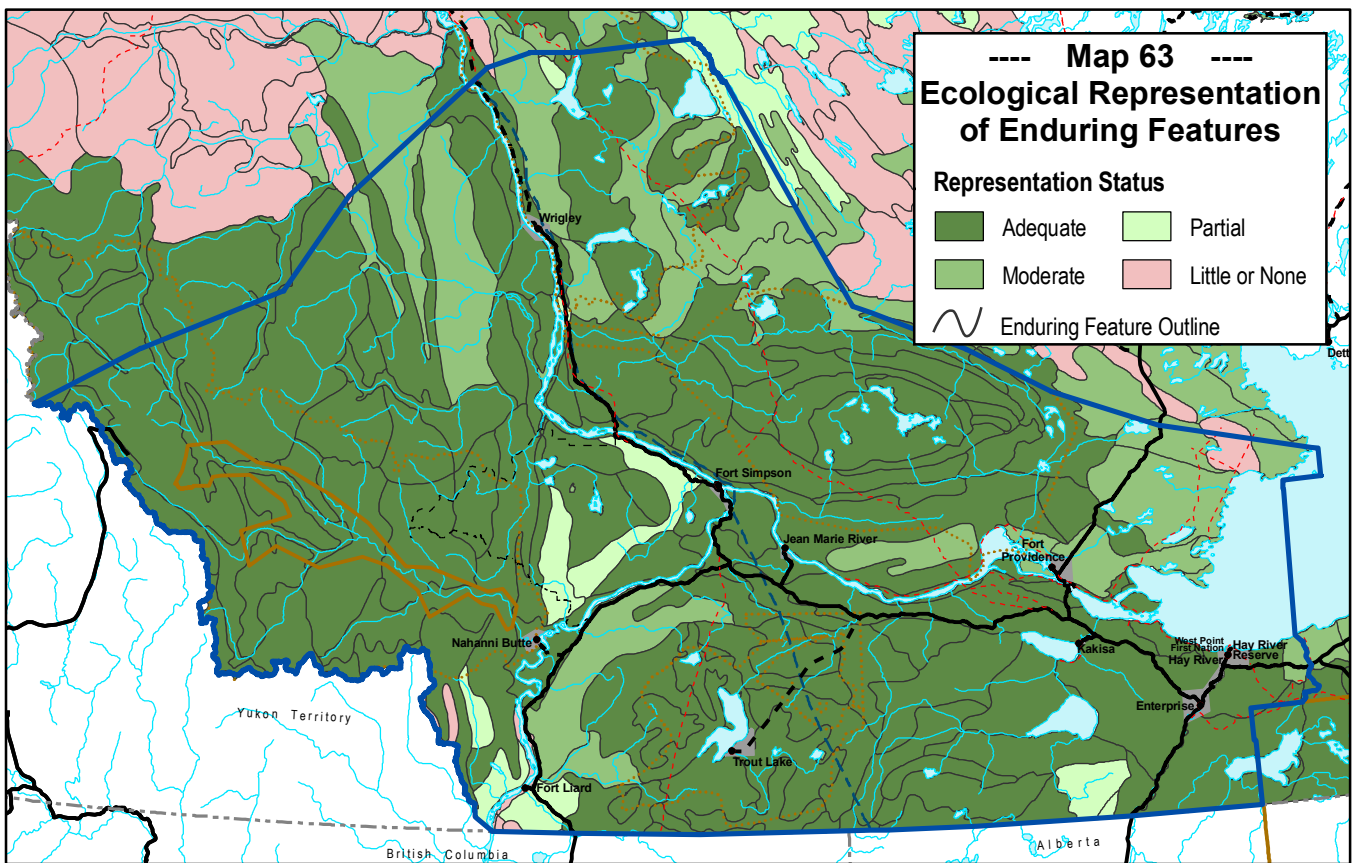 ---- Map 63 ----
Ecological Representation
of Enduring Features
Representation Status
Adequate
Partial
Moderate
Little or None
Enduring Feature Outline
Wrigley
Dett
Fort Simpson
Jean Marie River
Fort
Providence
Nahanni Butte
Kakisa
West Point
First Nation
Hay River
Reserve
Hay River
Enterprise
Yukon Territory
Trout Lake
Fort Liard
British Columbia
Alberta